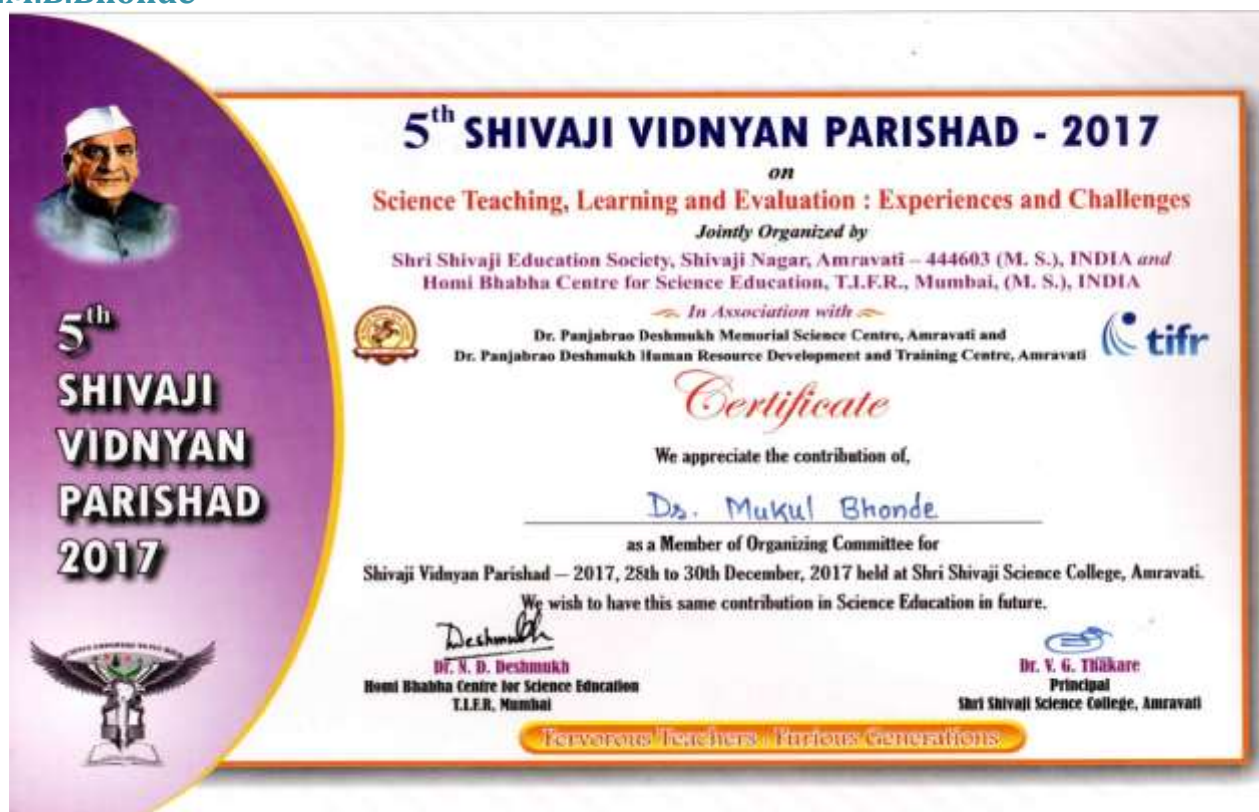 M.B.Bhonde
5th SHIVAJI VIDNYAN PARISHAD - 2017
on
Science Teaching, Learning and Evaluation : Experiences and Challenges
Jointly Organized by
Shri Shivaji Education Society, Shivaji Nagar, Amravati – 444603 (M. S.), INDIA and
Homi Bhabha Centre for Science Education, T.I.F.R., Mumbai, (M. S.), INDIA
In Association with
Dr. Panjabrao Deshmukh Memorial Science Centre, Amravati and
Dr. Panjabrao Deshmukh Human Resource Development and Training Centre, Amravati
tifr
Certificate
We appreciate the contribution of,
Dr. Mukul Bhonde
as a Member of Organizing Committee for
Shivaji Vidnyan Parishad – 2017, 28th to 30th December, 2017 held at Shri Shivaji Science College, Amravati.
We wish to have this same contribution in Science Education in future.
Deshmukh
Dr. N. D. Deshmukh
Homi Bhabha Centre for Science Education
T.I.F.R, Mumbai
Dr. V. G. Thakare
Principal
Shri Shivaji Science College, Amravati
Fervorous Teachers : Furious Generations
5th
SHIVAJI
VIDNYAN
PARISHAD
2017